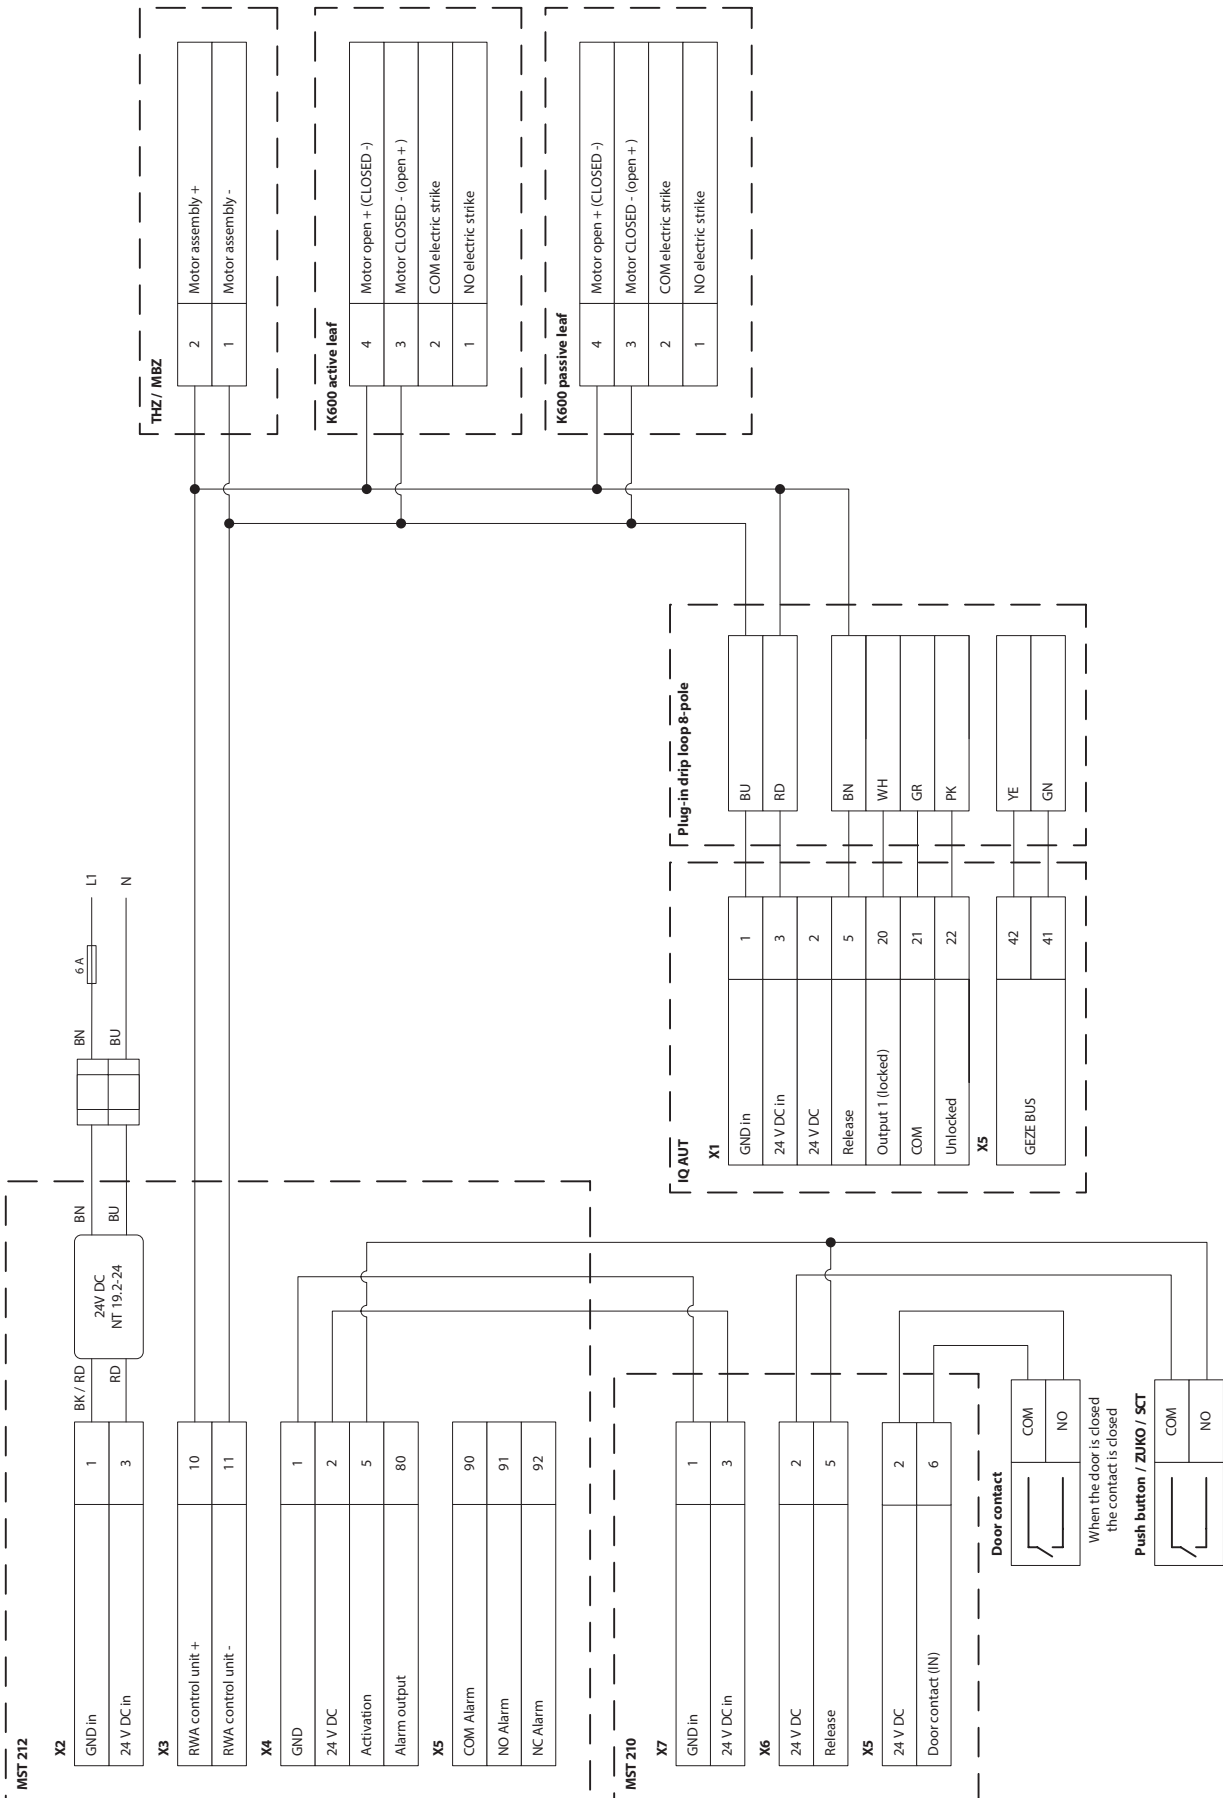 MST 212
X2
GND in 1
24 V DC in 3
X3
RWA control unit + 10
RWA control unit - 11
X4
GND 1
24 V DC 2
Activation 5
Alarm output 80
X5
COM Alarm 90
NO Alarm 91
NC Alarm 92
BK / RD
RD
24V DC
NT 19.2-24
BN
BU
BN
BU
6 A
L1
N
MST 210
X7
GND in 1
24 V DC in 3
X6
24 V DC 2
Release 5
X5
24 V DC 2
Door contact (IN) 6
Door contact
COM
NO
When the door is closed
the contact is closed
Push button / ZUKO / SCT
COM
NO
IQ AUT
X1
GND in 1
24 V DC in 3
24 V DC 2
Release 5
Output 1 (locked) 20
COM 21
Unlocked 22
X5
GEZE BUS
42
41
Plug-in drip loop 8-pole
BU
RD
BN
WH
GR
PK
YE
GN
THZ / MBZ
2 Motor assembly +
1 Motor assembly -
K600 active leaf
4 Motor open + (CLOSED -)
3 Motor CLOSED - (open + )
2 COM electric strike
1 NO electric strike
K600 passive leaf
4 Motor open + (CLOSED -)
3 Motor CLOSED - (open + )
2 COM electric strike
1 NO electric strike